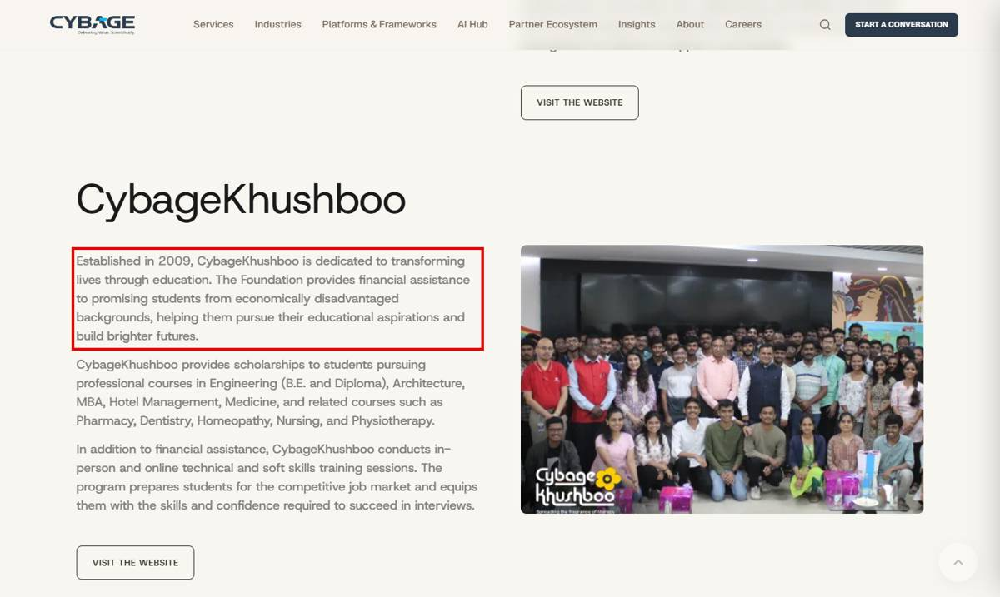 CYBAGE
Delivering Value. Scientifically.
Services Industries Platforms & Frameworks AI Hub Partner Ecosystem Insights About Careers
START A CONVERSATION
VISIT THE WEBSITE
CybageKhushboo
Established in 2009, CybageKhushboo is dedicated to transforming
lives through education. The Foundation provides financial assistance
to promising students from economically disadvantaged
backgrounds, helping them pursue their educational aspirations and
build brighter futures.
CybageKhushboo provides scholarships to students pursuing
professional courses in Engineering (B.E. and Diploma), Architecture,
MBA, Hotel Management, Medicine, and related courses such as
Pharmacy, Dentistry, Homeopathy, Nursing, and Physiotherapy.
In addition to financial assistance, CybageKhushboo conducts in-
person and online technical and soft skills training sessions. The
program prepares students for the competitive job market and equips
them with the skills and confidence required to succeed in interviews.
VISIT THE WEBSITE
Cybage
khushboo
Spreading the fragrance of literacy